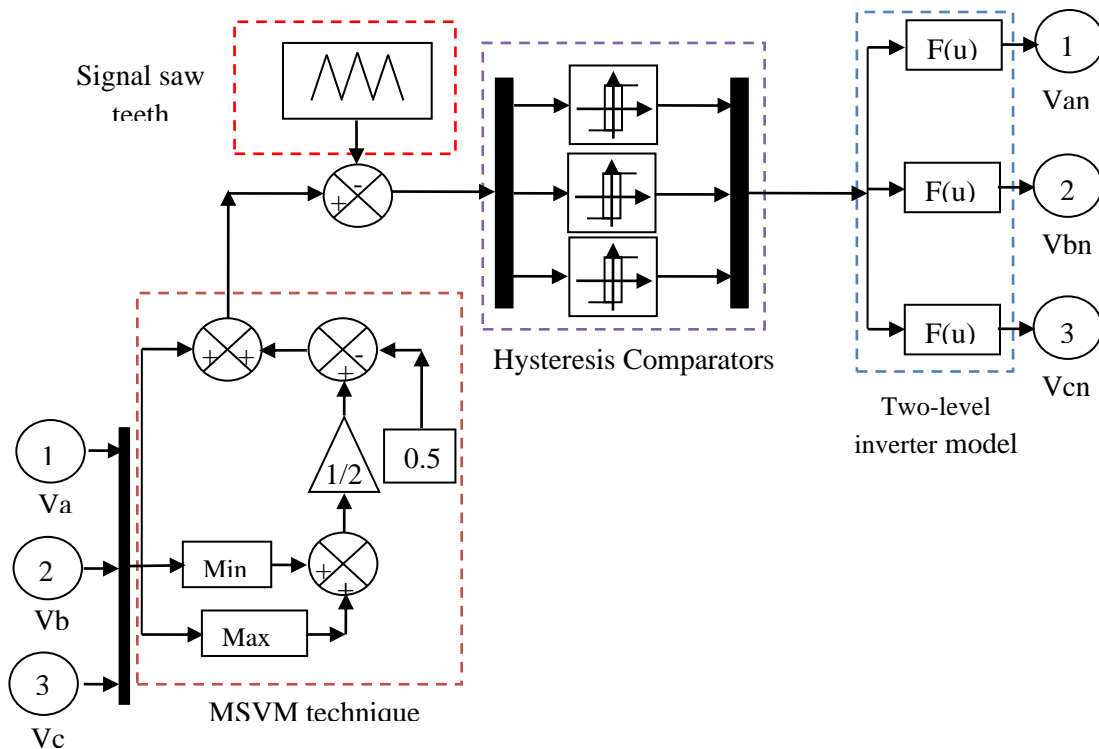 Signal saw
teeth
-
+
F(u)
1
Van
F(u)
2
Vbn
F(u)
3
Vcn
Hysteresis Comparators
Two-level
inverter model
+
+
-
+
1/2
0.5
1
Va
2
Vb
3
Vc
Min
+
+
Max
MSVM technique